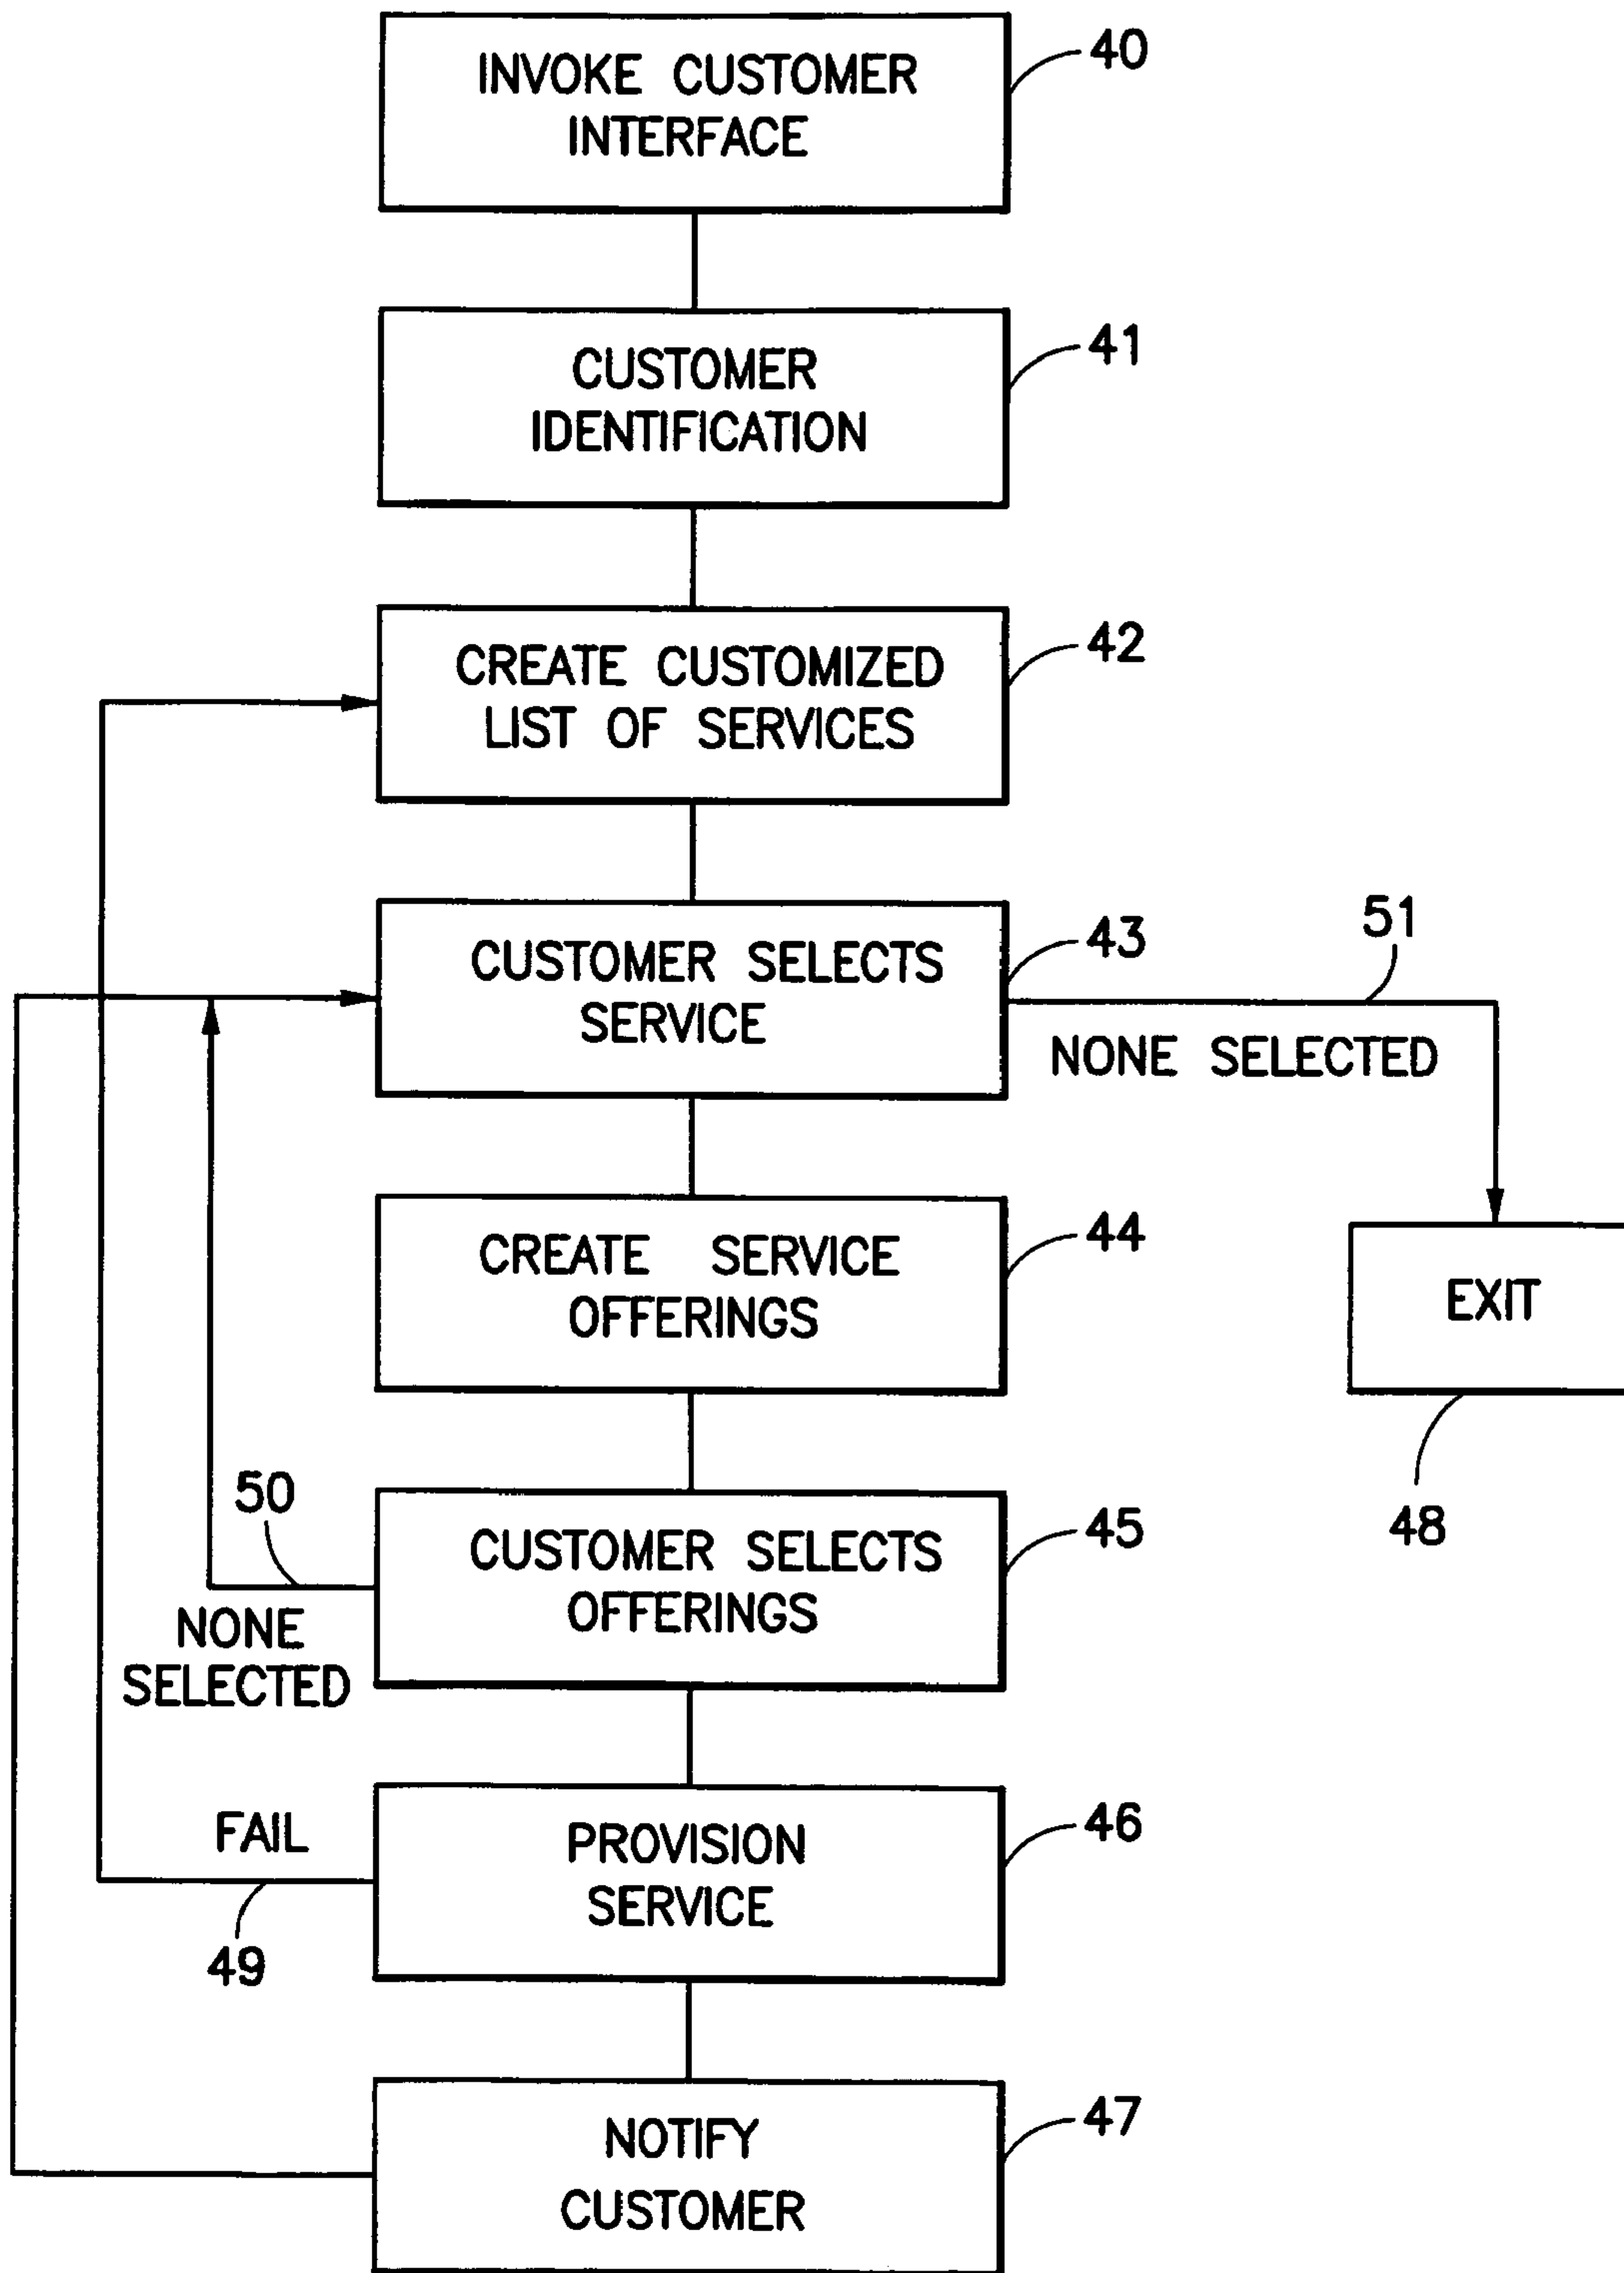 INVOKE CUSTOMER
INTERFACE
40
CUSTOMER
IDENTIFICATION
41
CREATE CUSTOMIZED
LIST OF SERVICES
42
CUSTOMER SELECTS
SERVICE
43
51
NONE SELECTED
CREATE SERVICE
OFFERINGS
44
EXIT
48
50
CUSTOMER SELECTS
OFFERINGS
45
NONE
SELECTED
FAIL
49
PROVISION
SERVICE
46
NOTIFY
CUSTOMER
47